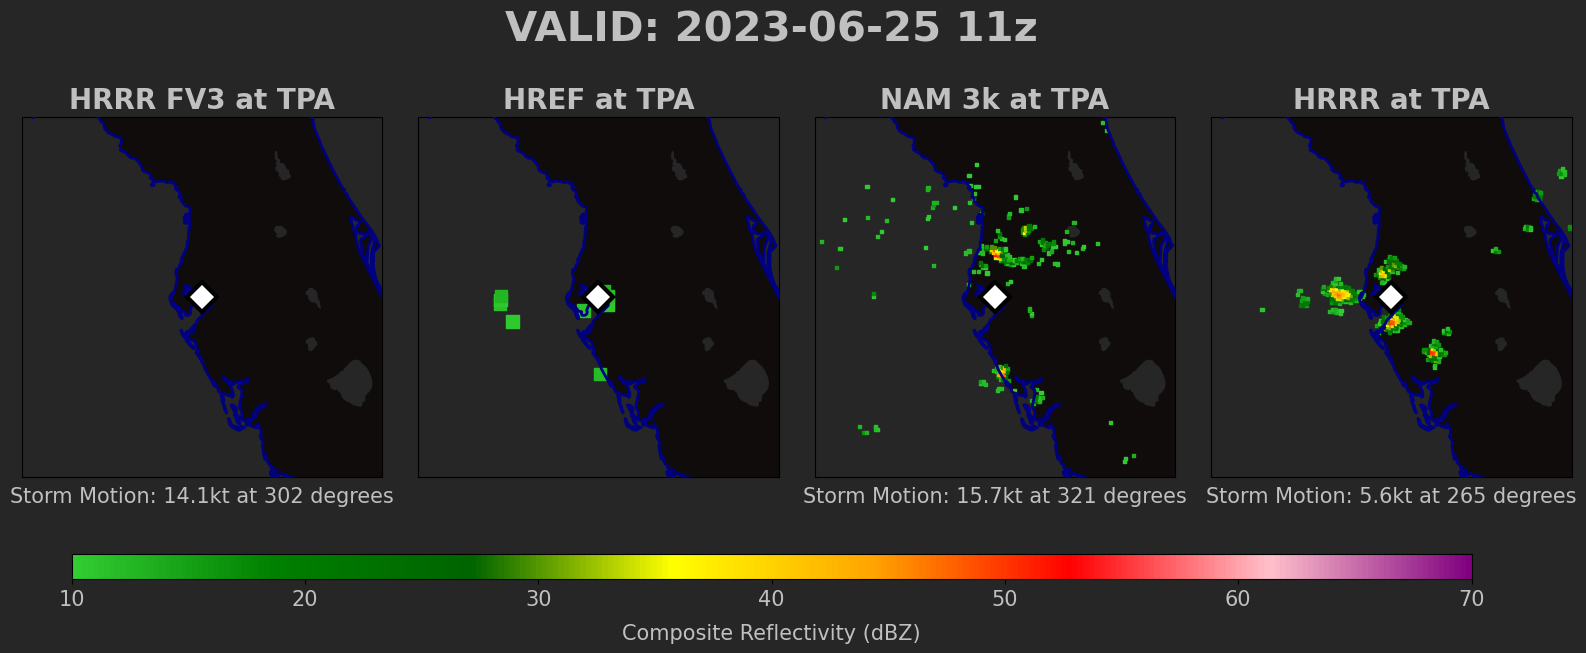 VALID: 2023-06-25 11z
HRRR FV3 at TPA
HREF at TPA
NAM 3k at TPA
HRRR at TPA
Storm Motion: 14.1kt at 302 degrees
Storm Motion: 15.7kt at 321 degrees
Storm Motion: 5.6kt at 265 degrees
10 20 30 40 50 60 70
Composite Reflectivity (dBZ)